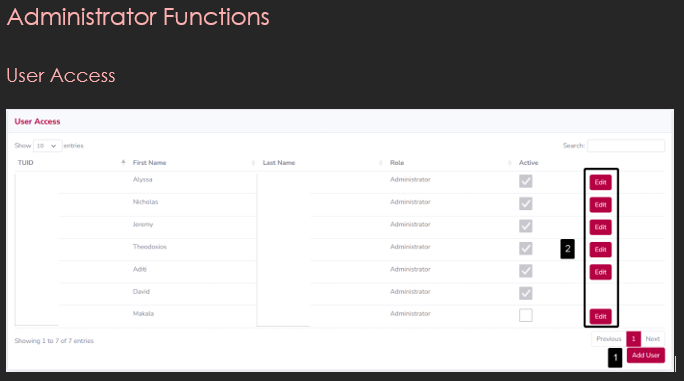 Administrator Functions
User Access
User Access
Show 10 entries Search:
TUID First Name Last Name Role Active
Alyssa Administrator Edit
Nicholas Administrator Edit
Jeremy Administrator Edit
Theodosios Administrator 2 Edit
Aditi Administrator Edit
David Administrator
Makala Administrator Edit
Showing 1 to 7 of 7 entries Previous 1 Next
1 Add User